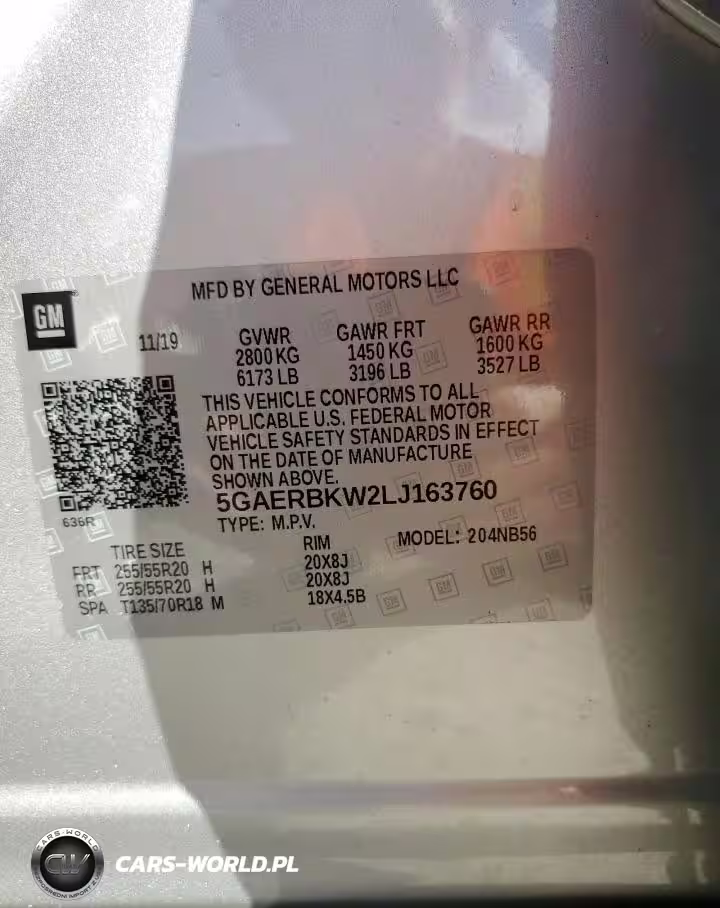 MFD BY GENERAL MOTORS LLC
GM
11/19 GVWR GAWR FRT GAWR RR
2800 KG 1450 KG 1600 KG
6173 LB 3196 LB 3527 LB
THIS VEHICLE CONFORMS TO ALL
APPLICABLE U.S. FEDERAL MOTOR
VEHICLE SAFETY STANDARDS IN EFFECT
ON THE DATE OF MANUFACTURE
SHOWN ABOVE.
5GAERBKW2LJ163760
636R
TYPE: M.P.V. MODEL: 204NB56
TIRE SIZE RIM
FRT 255/55R20 H 20X8J
RR 255/55R20 H 20X8J
SPA T135/70R18 M 18X4.5B
CARS-WORLD
CW
CARS-WORLD.PL